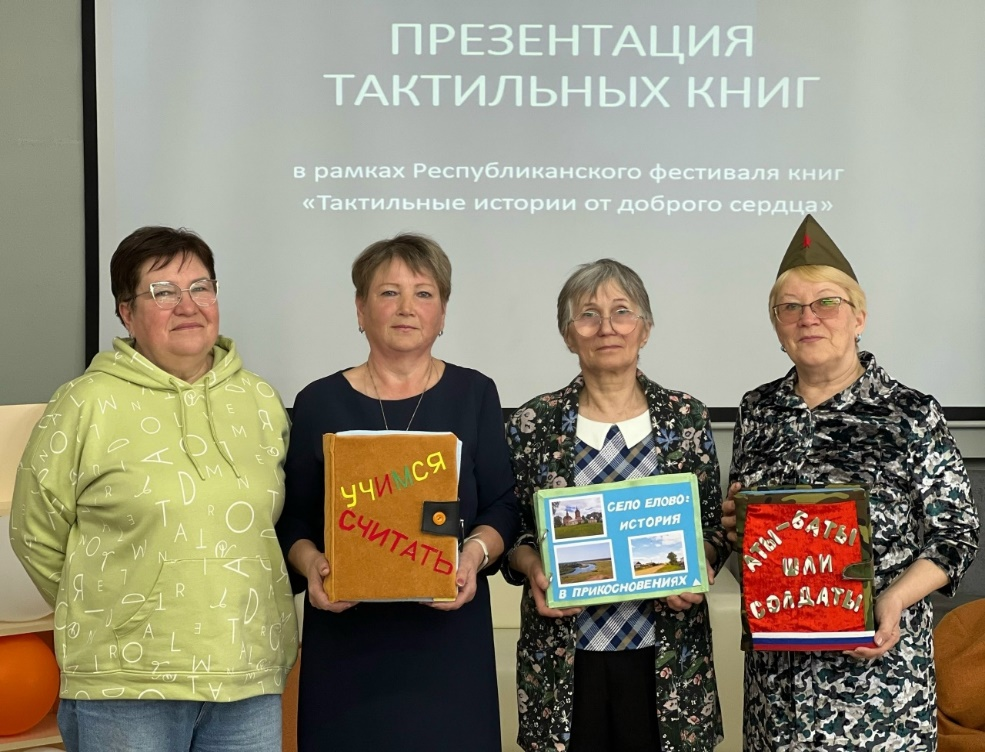 ПРЕЗЕНТАЦИЯ
ТАКТИЛЬНЫХ КНИГ
в рамках Республиканского фестиваля книг
«Тактильные истории от доброго сердца»
УЧИМСЯ
СЧИТАТЬ
СЕЛО ЕЛОВО:
ИСТОРИЯ
В ПРИКОСНОВЕНИЯХ
АТЫ-БАТЫ
ШЛИ
СОЛДАТЫ